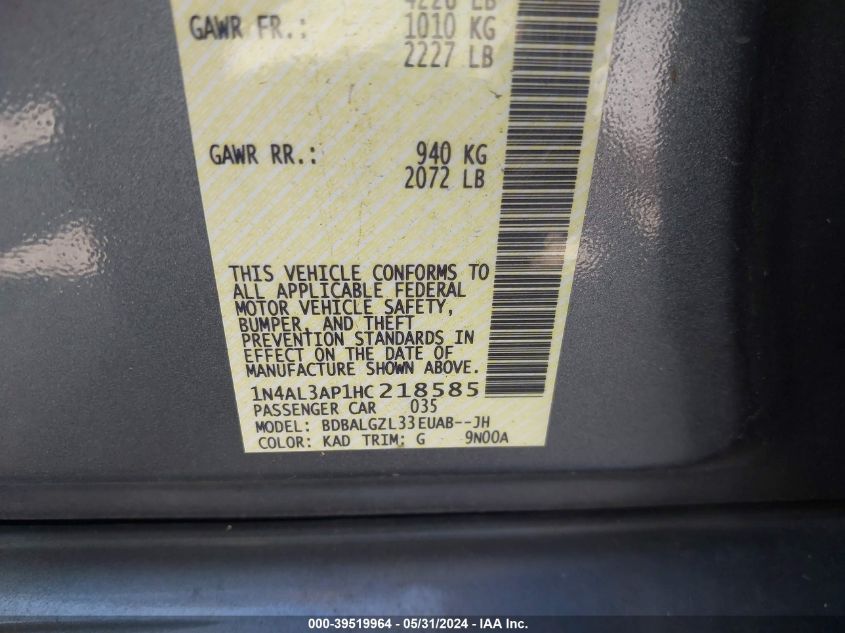 4226 LB
GAWR FR.: 1010 KG
2227 LB
GAWR RR.: 940 KG
2072 LB
THIS VEHICLE CONFORMS TO
ALL APPLICABLE FEDERAL
MOTOR VEHICLE SAFETY,
BUMPER, AND THEFT
PREVENTION STANDARDS IN
EFFECT ON THE DATE OF
MANUFACTURE SHOWN ABOVE.
1N4AL3AP1HC218585
PASSENGER CAR 035
MODEL: BDBALGZL33EUAB--JH
COLOR: KAD TRIM: G 9N00A
000-39519964 - 05/31/2024 - IAA Inc.